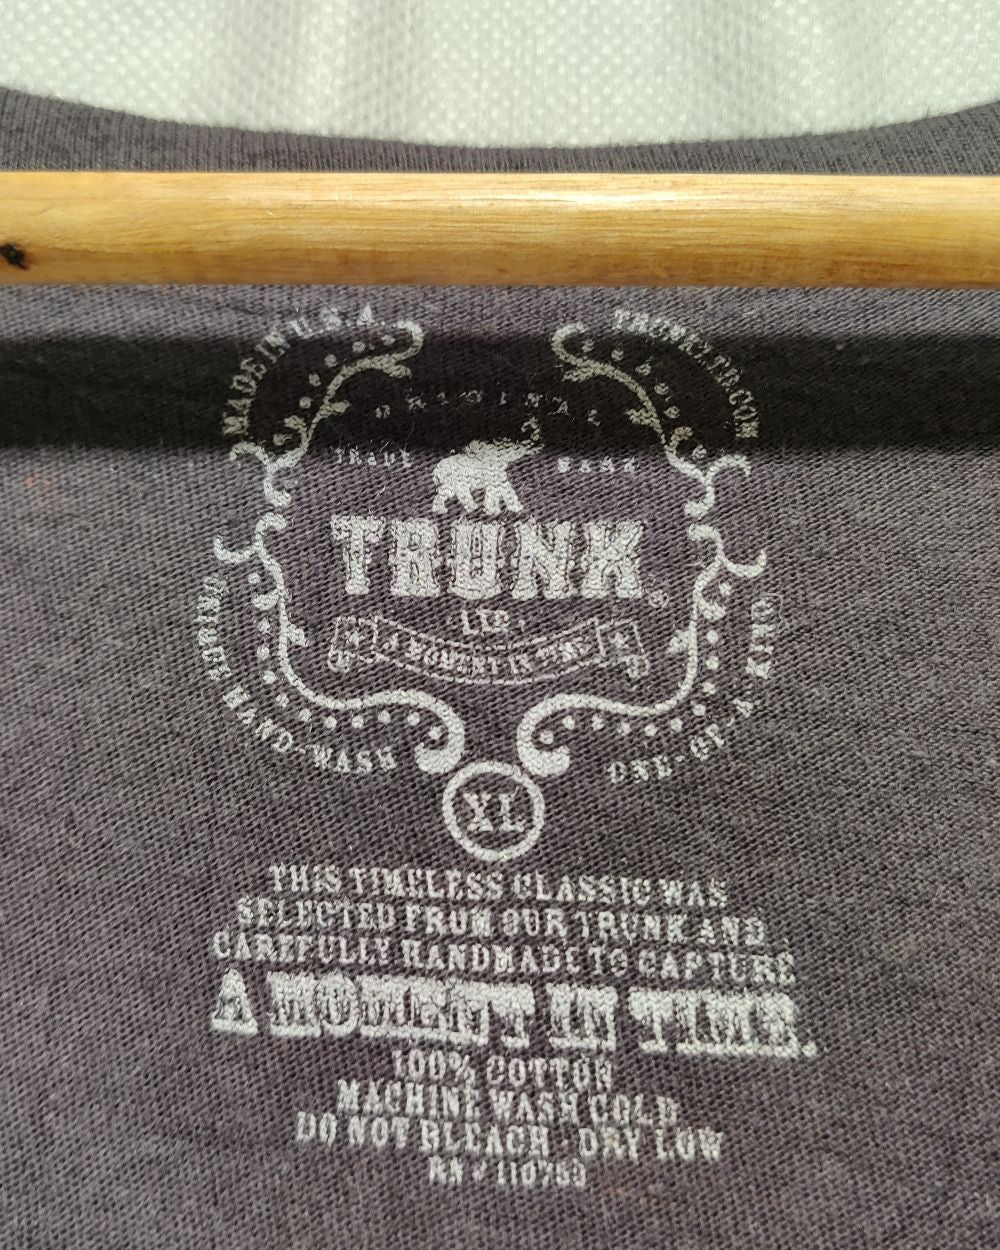 MADE IN U.S.A.
TRUNKLTD.COM
ORIGINAL
TRADE MARK
TRUNK®
LTD.
A MOMENT IN TIME
ORIGINAL HAND-WASH
ONE-OF-A-KIND
XL
THIS TIMELESS CLASSIC WAS
SELECTED FROM OUR TRUNK AND
CAREFULLY HANDMADE TO CAPTURE
A MOMENT IN TIME.
100% COTTON
MACHINE WASH COLD
DO NOT BLEACH · DRY LOW
RN #